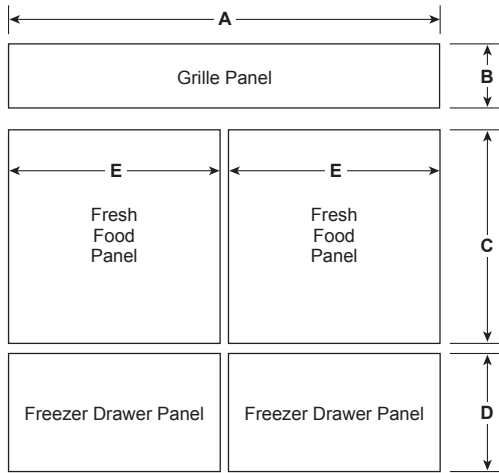 A
Grille Panel
B
E
E
Fresh
Food
Panel
Fresh
Food
Panel
C
Freezer Drawer Panel
Freezer Drawer Panel
D